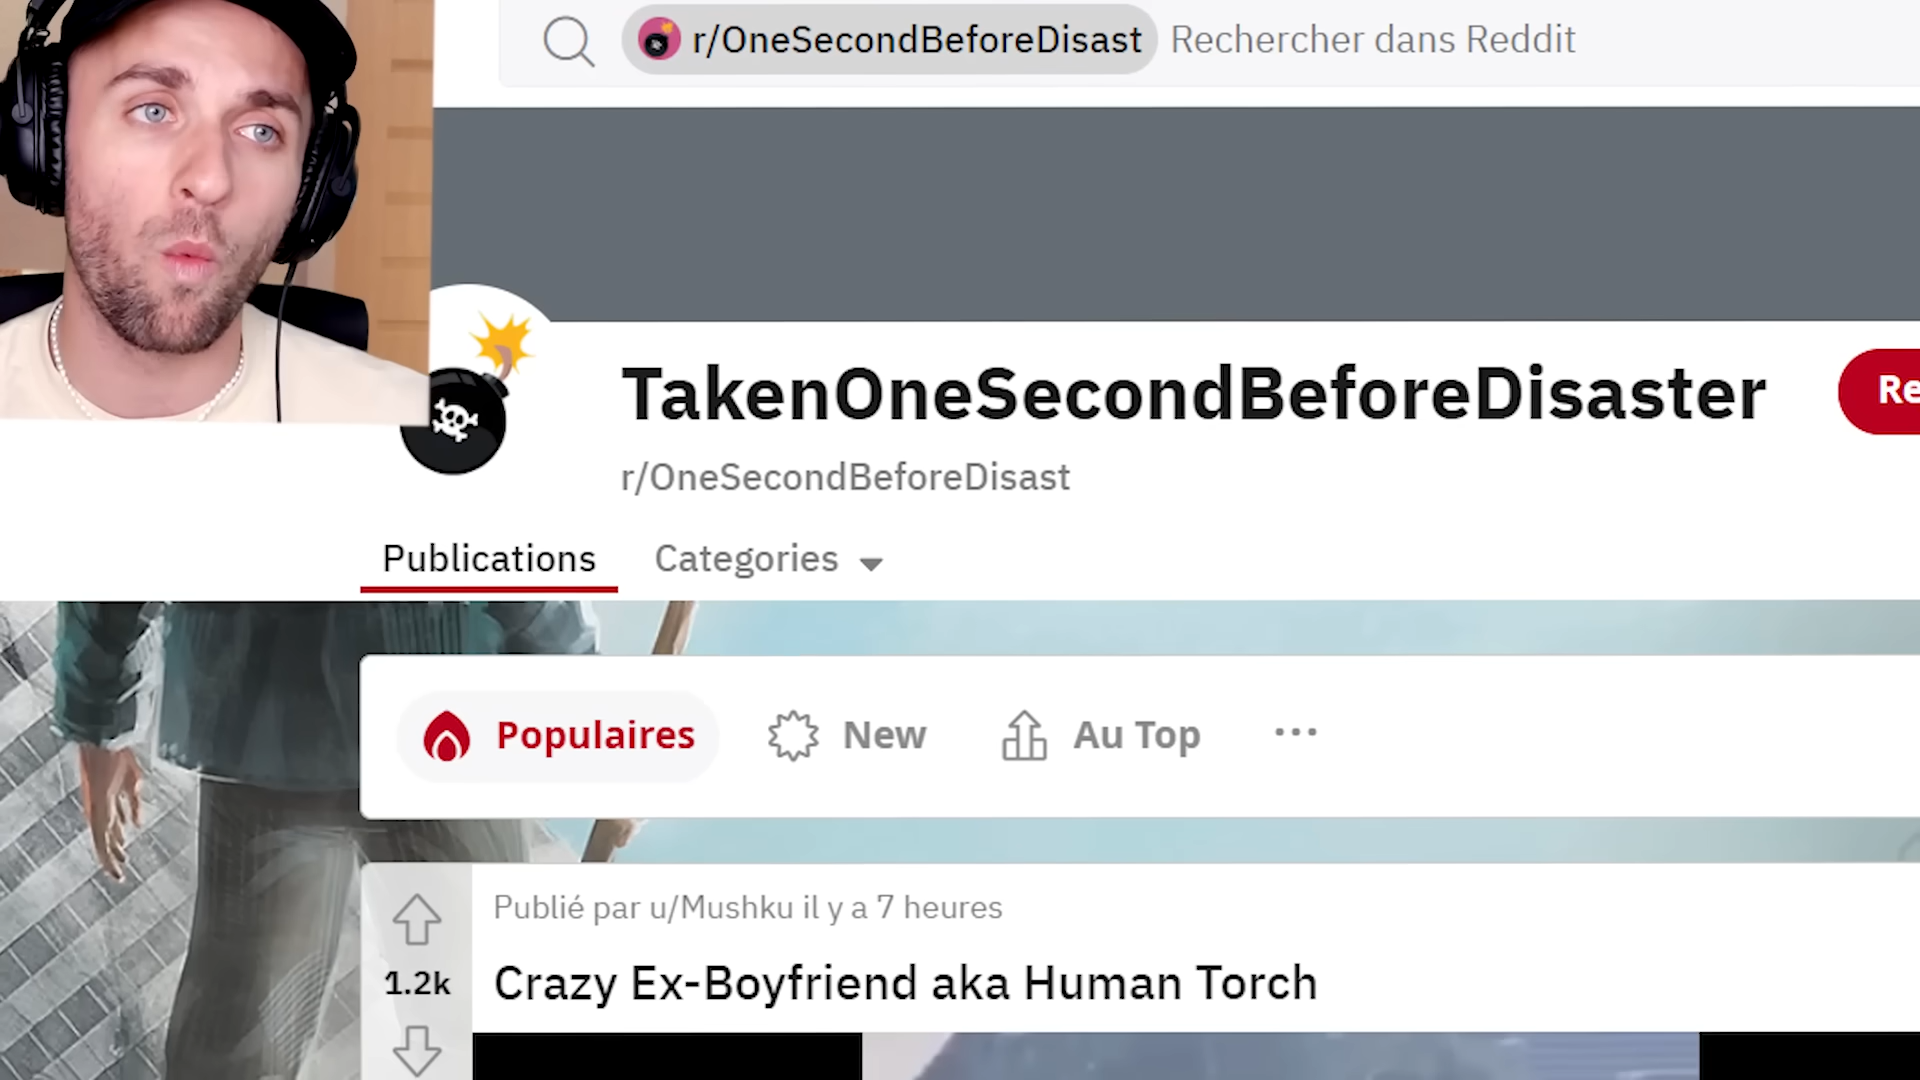 r/OneSecondBeforeDisast Rechercher dans Reddit
TakenOneSecondBeforeDisaster
Re
r/OneSecondBeforeDisast
Publications Categories
Populaires New Au Top ...
Publié par u/Mushku il y a 7 heures
1.2k
Crazy Ex-Boyfriend aka Human Torch